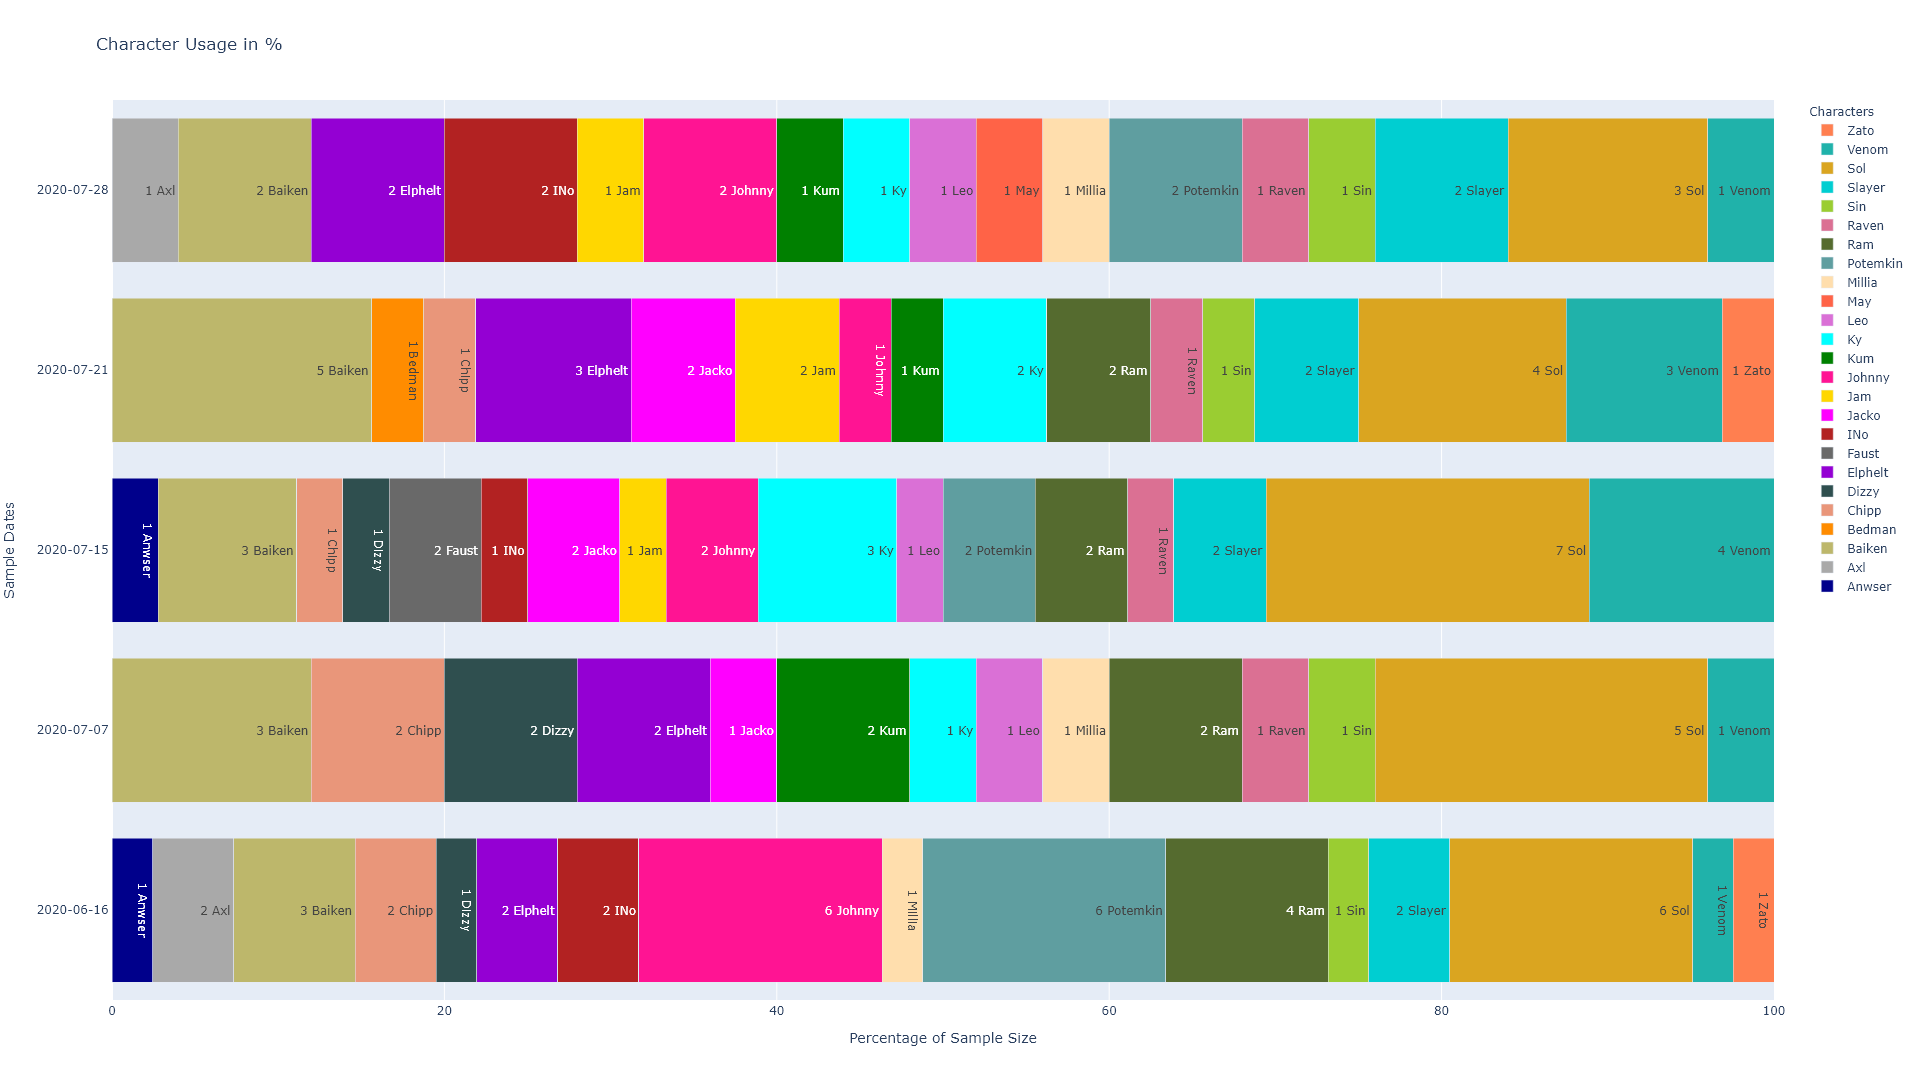 Character Usage in %
2020-07-28
1 Axl
2 Baiken
2 Elphelt
2 INo
1 Jam
2 Johnny
1 Kum
1 Ky
1 Leo
1 May
1 Millia
2 Potemkin
1 Raven
1 Sin
2 Slayer
3 Sol
1 Venom
2020-07-21
5 Baiken
1 Bedman
1 Chipp
3 Elphelt
2 Jacko
2 Jam
1 Johnny
1 Kum
2 Ky
2 Ram
1 Raven
1 Sin
2 Slayer
4 Sol
3 Venom
1 Zato
2020-07-15
1 Anwser
3 Baiken
1 Chipp
1 Dizzy
2 Faust
1 INo
2 Jacko
1 Jam
2 Johnny
3 Ky
1 Leo
2 Potemkin
2 Ram
1 Raven
2 Slayer
7 Sol
4 Venom
2020-07-07
3 Baiken
2 Chipp
2 Dizzy
2 Elphelt
1 Jacko
2 Kum
1 Ky
1 Leo
1 Millia
2 Ram
1 Raven
1 Sin
5 Sol
1 Venom
2020-06-16
1 Anwser
2 Axl
3 Baiken
2 Chipp
1 Dizzy
2 Elphelt
2 INo
6 Johnny
1 Millia
6 Potemkin
4 Ram
1 Sin
2 Slayer
6 Sol
1 Venom
1 Zato
0
20
40
60
80
100
Percentage of Sample Size
Sample Dates
Characters
Zato
Venom
Sol
Slayer
Sin
Raven
Ram
Potemkin
Millia
May
Leo
Ky
Kum
Johnny
Jam
Jacko
INo
Faust
Elphelt
Dizzy
Chipp
Bedman
Baiken
Axl
Anwser